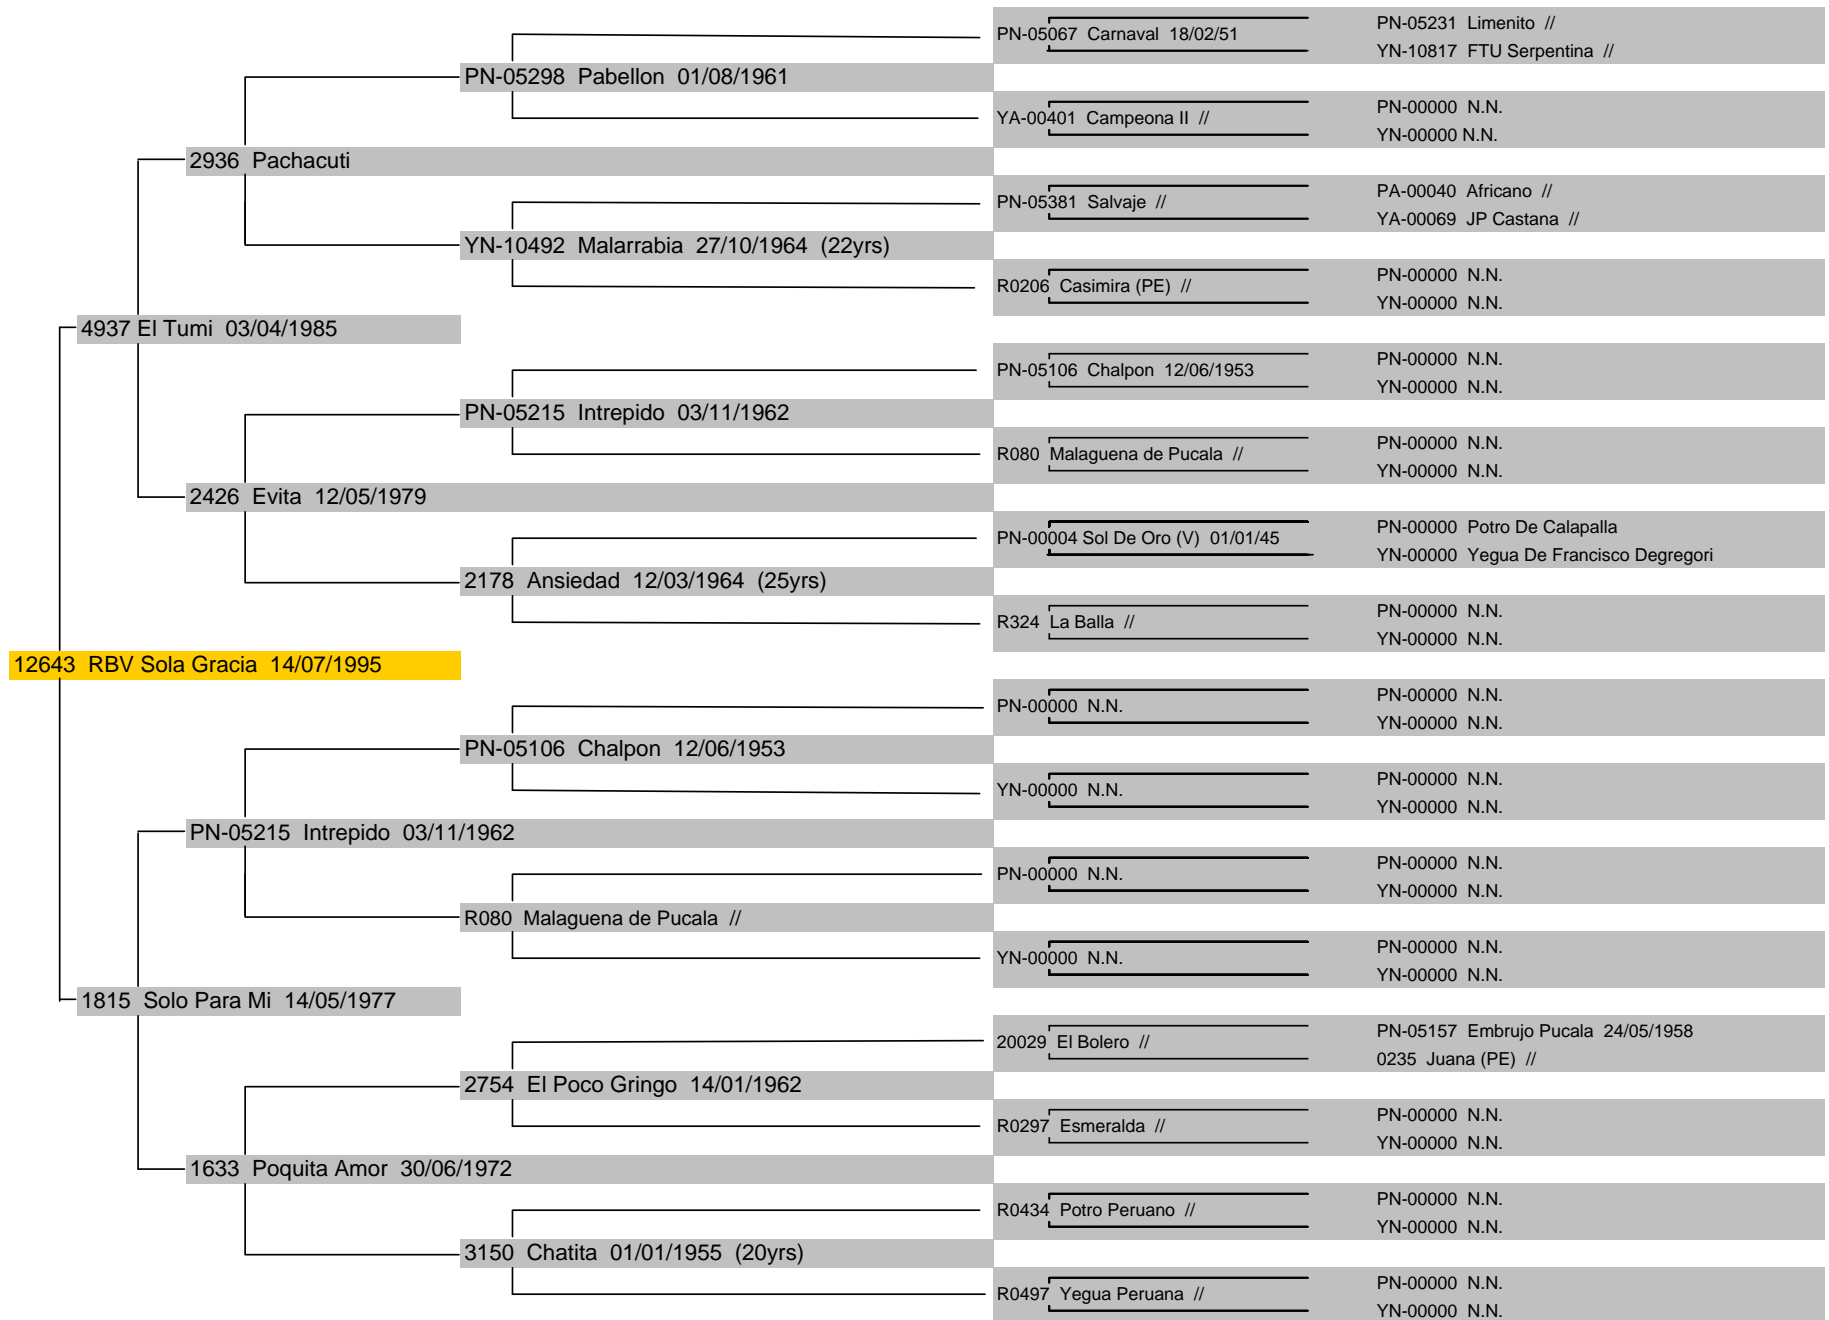 PN-05231  Limenito  //
PN-05067  Carnaval  18/02/51
YN-10817  FTU Serpentina  //
PN-05298  Pabellon  01/08/1961
PN-00000  N.N.
YA-00401  Campeona II  //
YN-00000 N.N.
2936  Pachacuti
PA-00040  Africano  //
PN-05381  Salvaje  //
YA-00069  JP Castana  //
YN-10492  Malarrabia  27/10/1964  (22yrs)
PN-00000  N.N.
R0206  Casimira (PE)  //
YN-00000  N.N.
4937 El Tumi  03/04/1985
PN-00000  N.N.
PN-05106  Chalpon  12/06/1953
YN-00000  N.N.
PN-05215  Intrepido  03/11/1962
PN-00000  N.N.
R080  Malaguena de Pucala  //
YN-00000  N.N.
2426  Evita  12/05/1979
PN-00000  Potro De Calapalla
PN-00004 Sol De Oro (V)  01/01/45
YN-00000  Yegua De Francisco Degregori
2178  Ansiedad  12/03/1964  (25yrs)
PN-00000  N.N.
R324  La Balla  //
YN-00000  N.N.
12643  RBV Sola Gracia  14/07/1995
PN-00000  N.N.
PN-00000  N.N.
YN-00000  N.N.
PN-05106  Chalpon  12/06/1953
PN-00000  N.N.
YN-00000  N.N.
YN-00000  N.N.
PN-05215  Intrepido  03/11/1962
PN-00000  N.N.
PN-00000  N.N.
YN-00000  N.N.
R080  Malaguena de Pucala  //
PN-00000  N.N.
YN-00000  N.N.
YN-00000  N.N.
1815  Solo Para Mi  14/05/1977
PN-05157  Embrujo Pucala  24/05/1958
20029  El Bolero  //
0235  Juana (PE)  //
2754  El Poco Gringo  14/01/1962
PN-00000  N.N.
R0297  Esmeralda  //
YN-00000  N.N.
1633  Poquita Amor  30/06/1972
PN-00000  N.N.
R0434  Potro Peruano  //
YN-00000  N.N.
3150  Chatita  01/01/1955  (20yrs)
PN-00000  N.N.
R0497  Yegua Peruana  //
YN-00000  N.N.